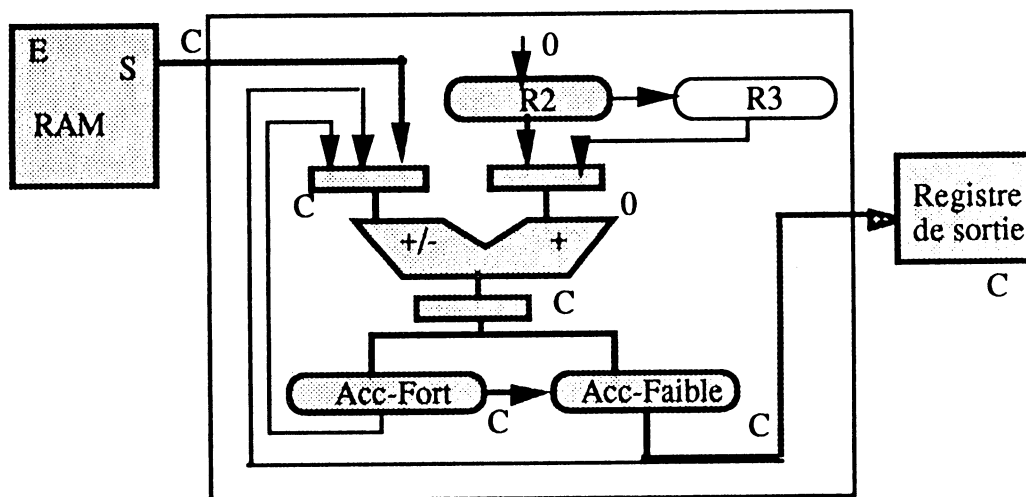 E
S
RAM
C
0
R2
R3
C
0
+/-
+
C
Acc-Fort
C
Acc-Faible
C
Registre
de sortie
C